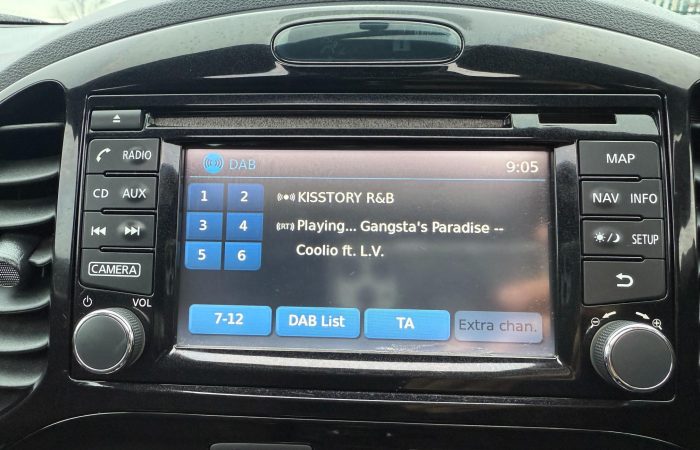 RADIO
CD AUX
CAMERA
VOL
DAB 9:05
1 2
3 4
5 6
KISSTORY R&B
(RT) Playing... Gangsta's Paradise --
Coolio ft. L.V.
7-12 DAB List TA Extra chan.
MAP
NAV INFO
SETUP